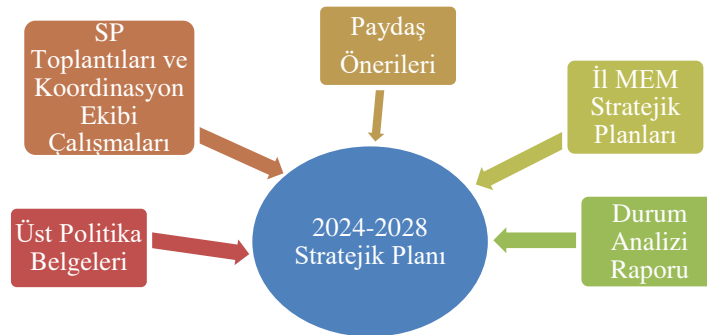 SP
Toplantıları ve
Koordinasyon
Ekibi
Çalışmaları
Paydaş
Önerileri
İl MEM
Stratejik
Planları
Üst Politika
Belgeleri
2024-2028
Stratejik Planı
Durum
Analizi
Raporu